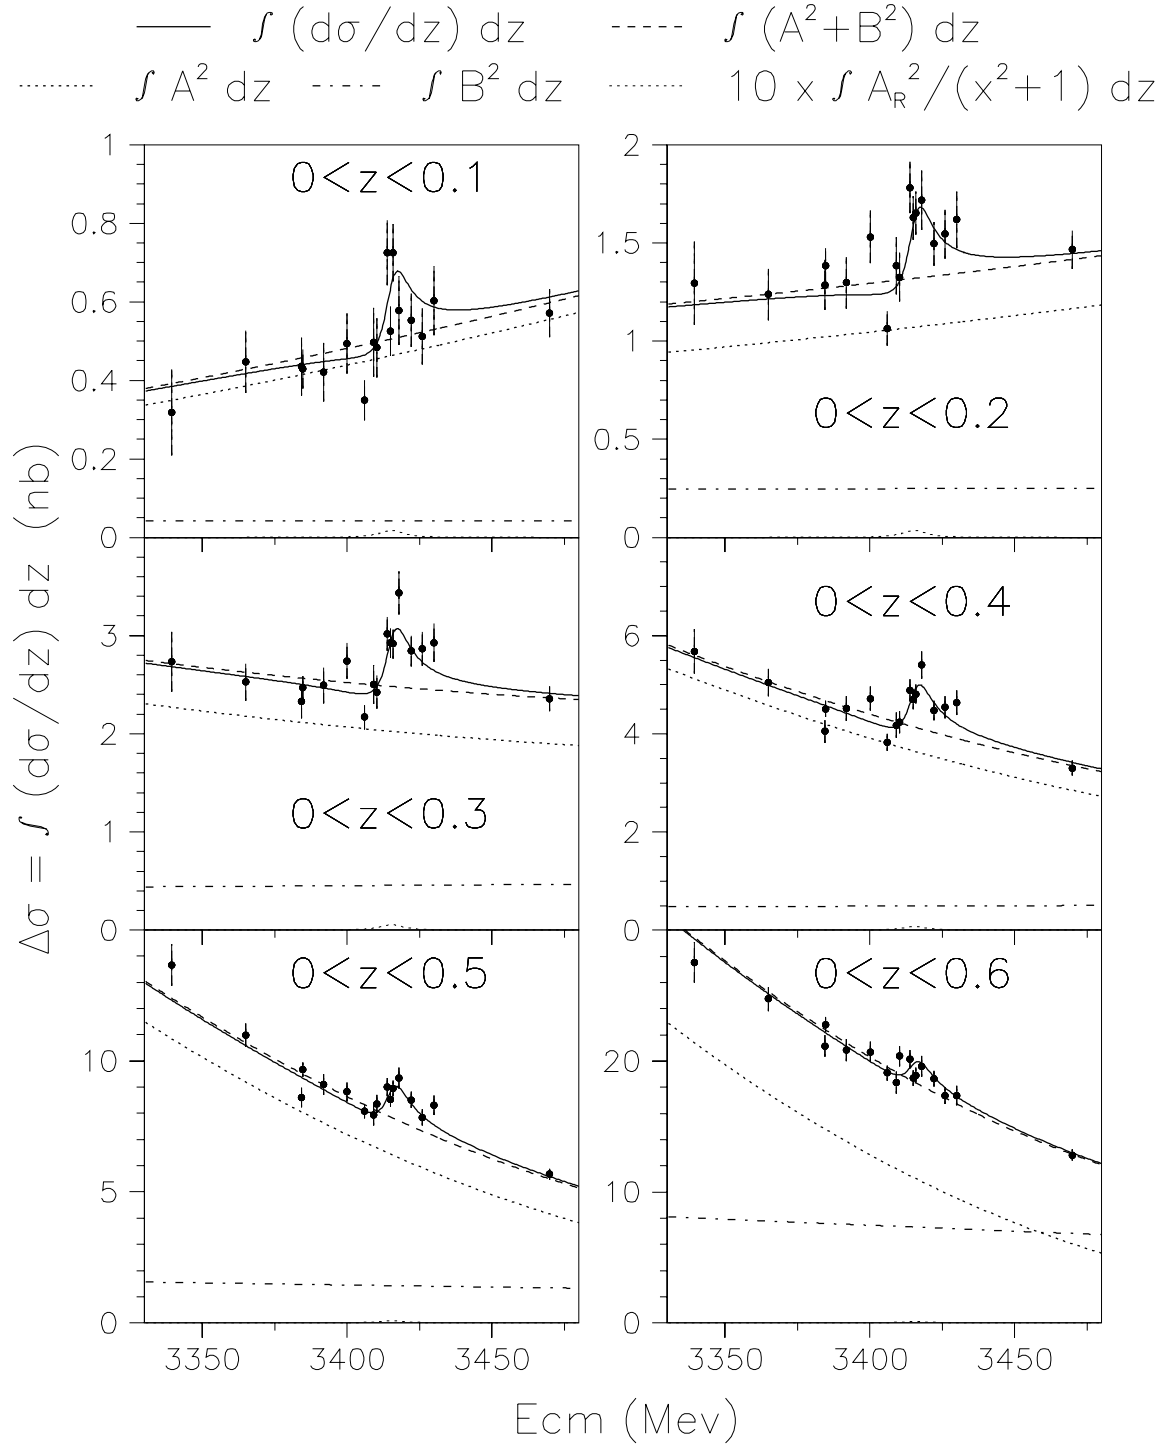 ∫ (dσ/dz) dz ∫ (A²+B²) dz
∫ A² dz ∫ B² dz 10 x ∫ A_R²/(x²+1) dz
Δσ = ∫ (dσ/dz) dz (nb)
1
0.8
0.6
0.4
0.2
0
0<z<0.1
2
1.5
1
0.5
0
0<z<0.2
3
2
1
0
0<z<0.3
6
4
2
0
0<z<0.4
10
5
0
0<z<0.5
20
10
0
0<z<0.6
3350 3400 3450
3350 3400 3450
Ecm (Mev)